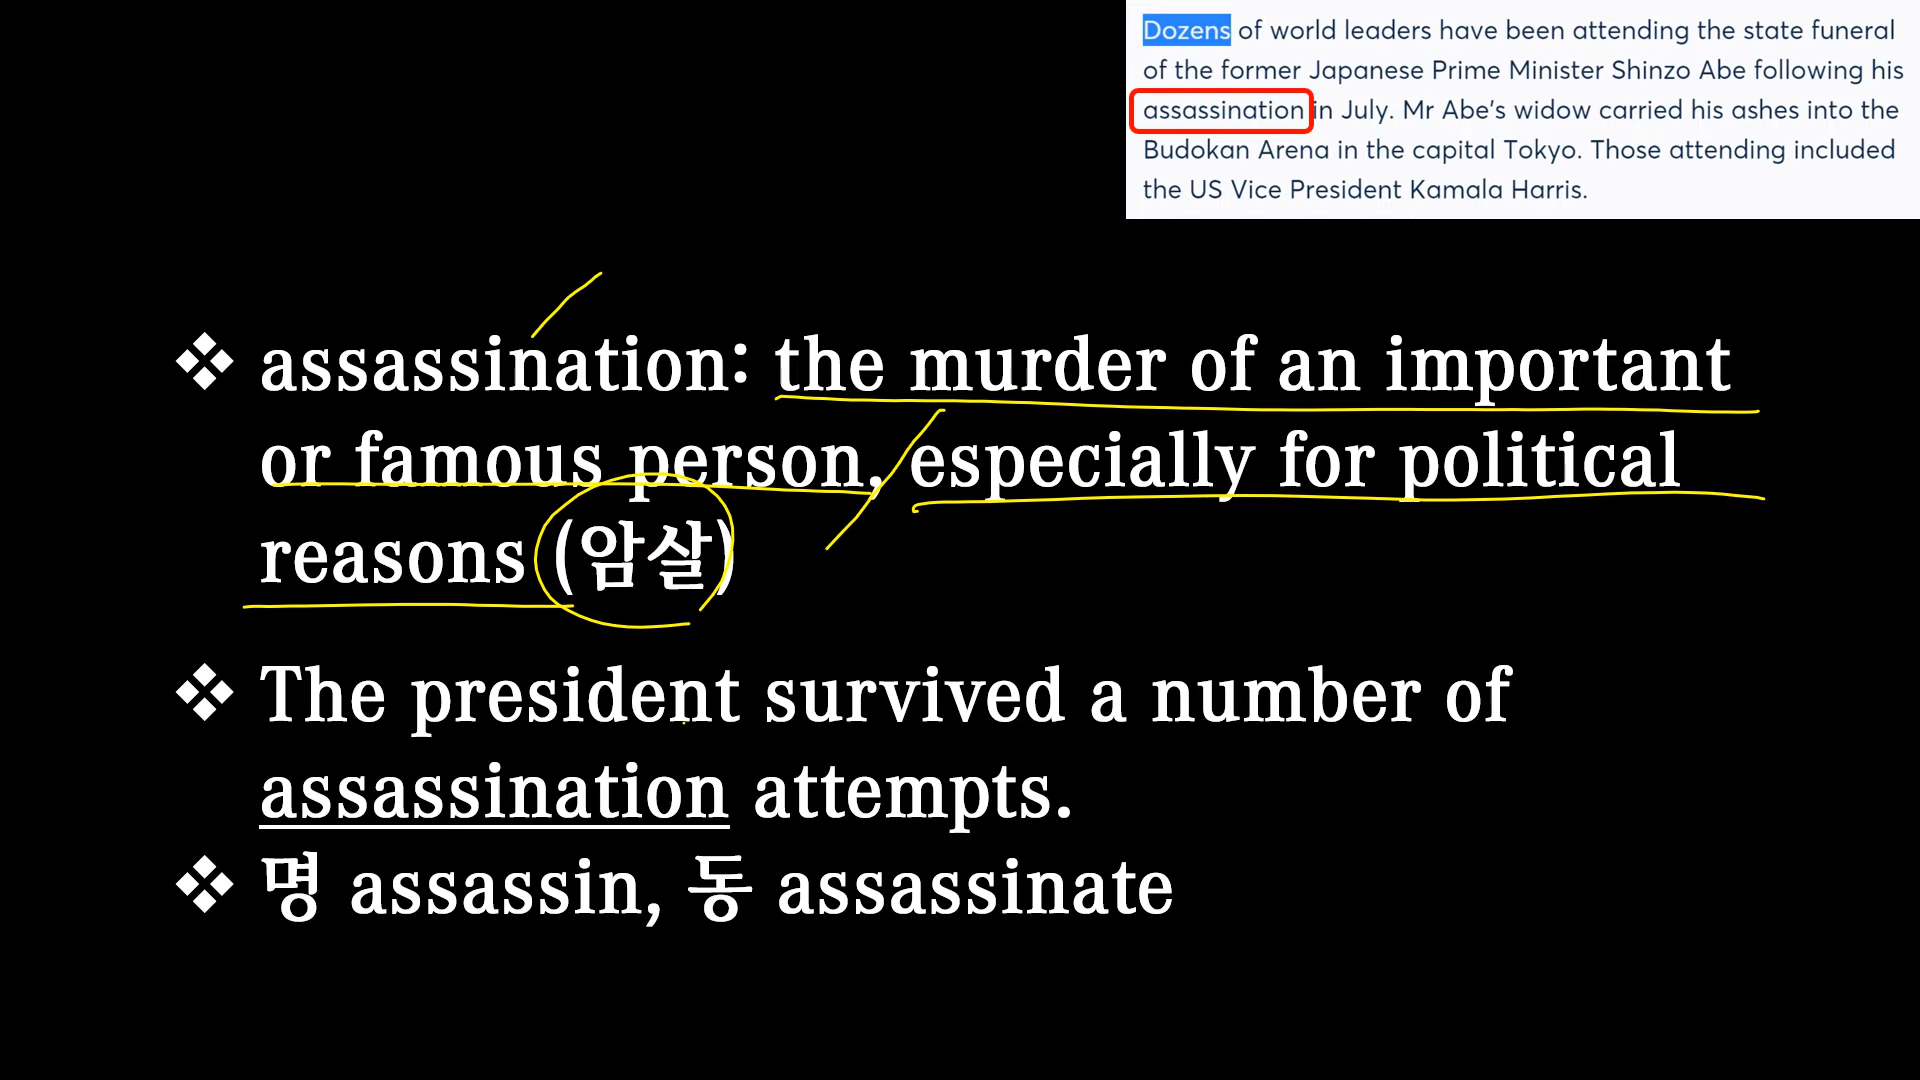 Dozens of world leaders have been attending the state funeral
of the former Japanese Prime Minister Shinzo Abe following his
assassination in July. Mr Abe's widow carried his ashes into the
Budokan Arena in the capital Tokyo. Those attending included
the US Vice President Kamala Harris.
❖ assassination: the murder of an important
or famous person, especially for political
reasons (암살)
❖ The president survived a number of
assassination attempts.
❖ 명 assassin, 동 assassinate